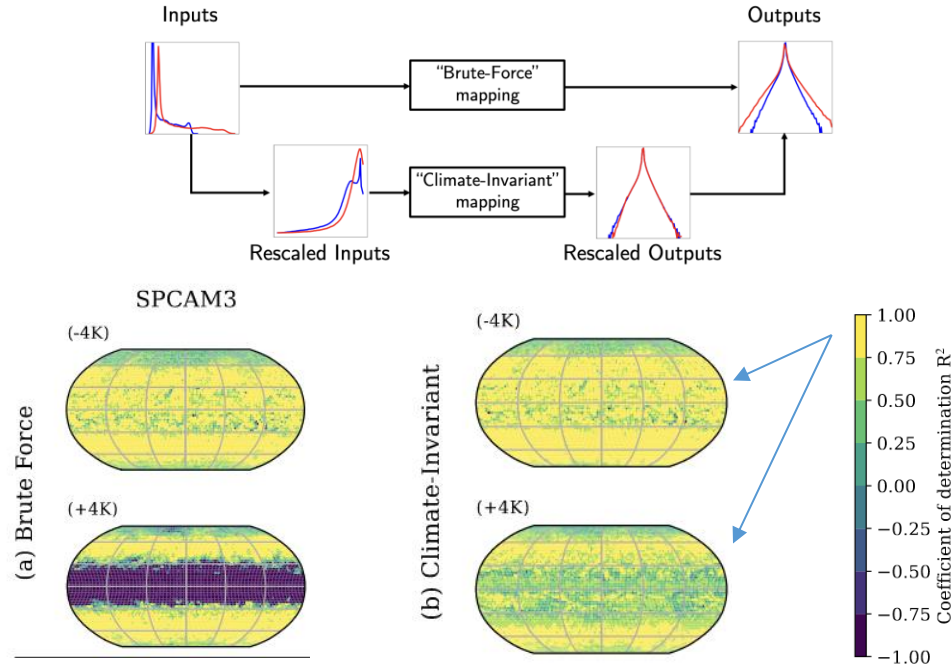 Inputs
Outputs
“Brute-Force”
mapping
“Climate-Invariant”
mapping
Rescaled Inputs
Rescaled Outputs
SPCAM3
(a) Brute Force
(-4K)
(+4K)
(b) Climate-Invariant
(-4K)
(+4K)
1.00
0.75
0.50
0.25
0.00
−0.25
−0.50
−0.75
−1.00
Coefficient of determination R²